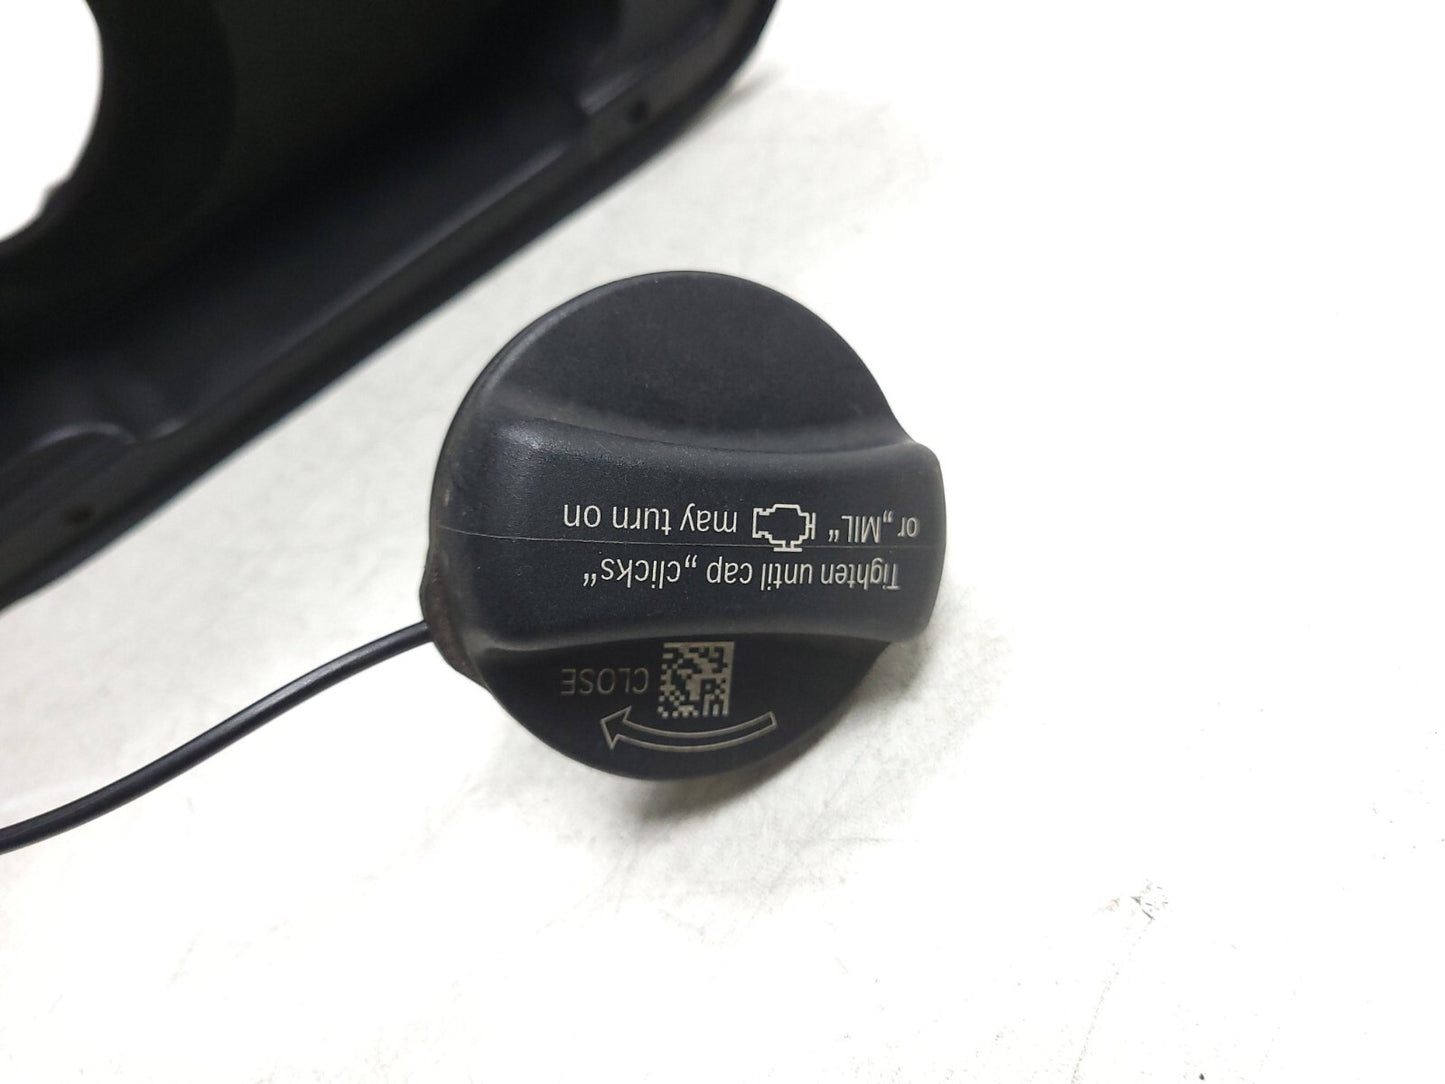 CLOSE
Tighten until cap „clicks“
or „MIL“ may turn on